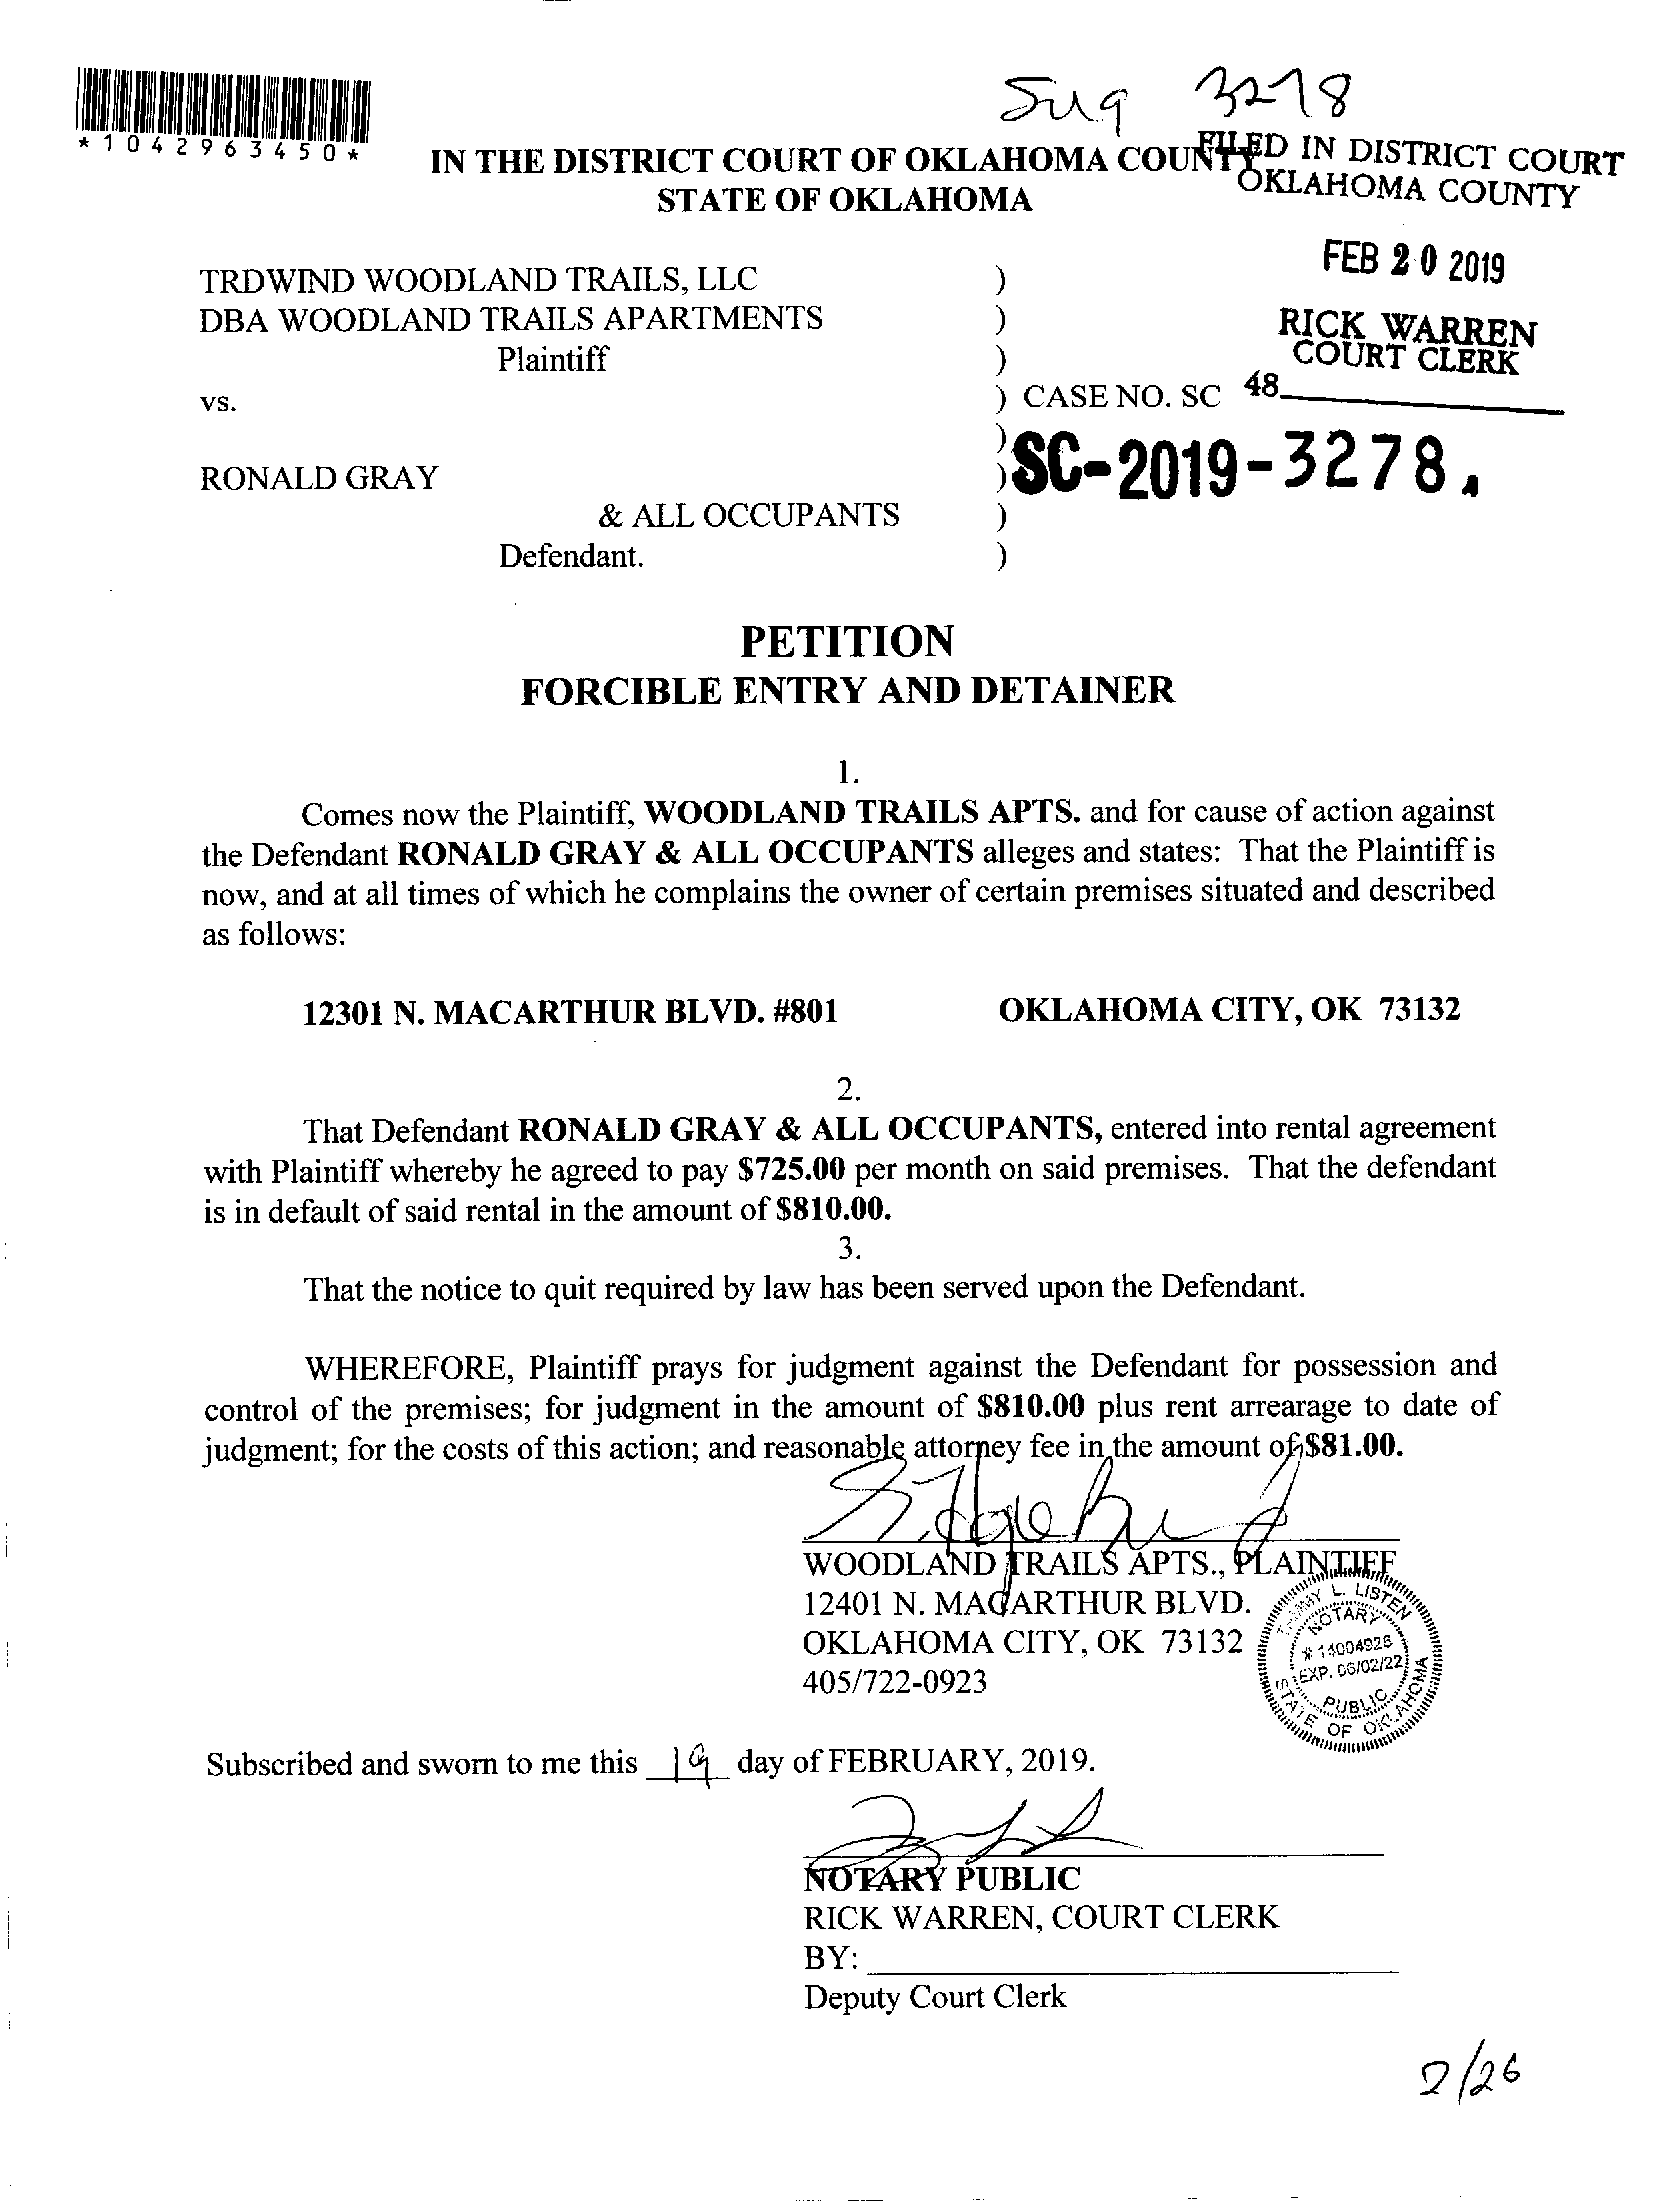 3278
*1042963450*
IN THE DISTRICT COURT OF OKLAHOMA COUNTY
STATE OF OKLAHOMA
FILED IN DISTRICT COURT
OKLAHOMA COUNTY
FEB 20 2019
RICK WARREN
COURT CLERK
48
TRDWIND WOODLAND TRAILS, LLC )
DBA WOODLAND TRAILS APARTMENTS )
Plaintiff )
vs. ) CASE NO. SC
)
RONALD GRAY ) SC-2019-3278
& ALL OCCUPANTS )
Defendant. )
PETITION
FORCIBLE ENTRY AND DETAINER
1.
Comes now the Plaintiff, WOODLAND TRAILS APTS. and for cause of action against
the Defendant RONALD GRAY & ALL OCCUPANTS alleges and states: That the Plaintiff is
now, and at all times of which he complains the owner of certain premises situated and described
as follows:
12301 N. MACARTHUR BLVD. #801 OKLAHOMA CITY, OK 73132
2.
That Defendant RONALD GRAY & ALL OCCUPANTS, entered into rental agreement
with Plaintiff whereby he agreed to pay $725.00 per month on said premises. That the defendant
is in default of said rental in the amount of $810.00.
3.
That the notice to quit required by law has been served upon the Defendant.
WHEREFORE, Plaintiff prays for judgment against the Defendant for possession and
control of the premises; for judgment in the amount of $810.00 plus rent arrearage to date of
judgment; for the costs of this action; and reasonable attorney fee in the amount of $81.00.
WOODLAND TRAILS APTS., PLAINTIFF
12401 N. MACARTHUR BLVD.
OKLAHOMA CITY, OK 73132
405/722-0923
L. LISTEN
NOTARY
# 14004926
EXP. 06/02/22
PUBLIC
STATE OF OKLAHOMA
Subscribed and sworn to me this 19 day of FEBRUARY, 2019.
NOTARY PUBLIC
RICK WARREN, COURT CLERK
BY:
Deputy Court Clerk
2/26